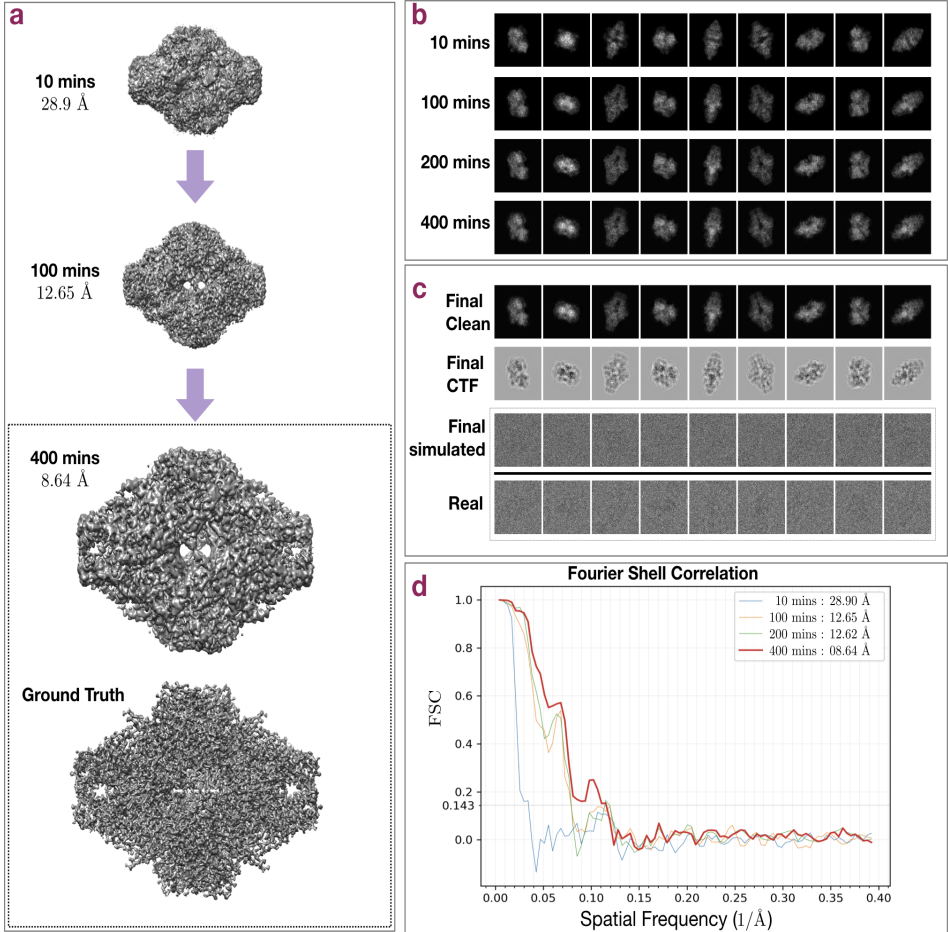 a
10 mins
28.9 Å
100 mins
12.65 Å
400 mins
8.64 Å
Ground Truth
b
10 mins
100 mins
200 mins
400 mins
c
Final
Clean
Final
CTF
Final
simulated
Real
d
Fourier Shell Correlation
10 mins : 28.90 Å
100 mins : 12.65 Å
200 mins : 12.62 Å
400 mins : 08.64 Å
FSC
1.0
0.8
0.6
0.4
0.2
0.143
0.0
0.00 0.05 0.10 0.15 0.20 0.25 0.30 0.35 0.40
Spatial Frequency (1/Å)